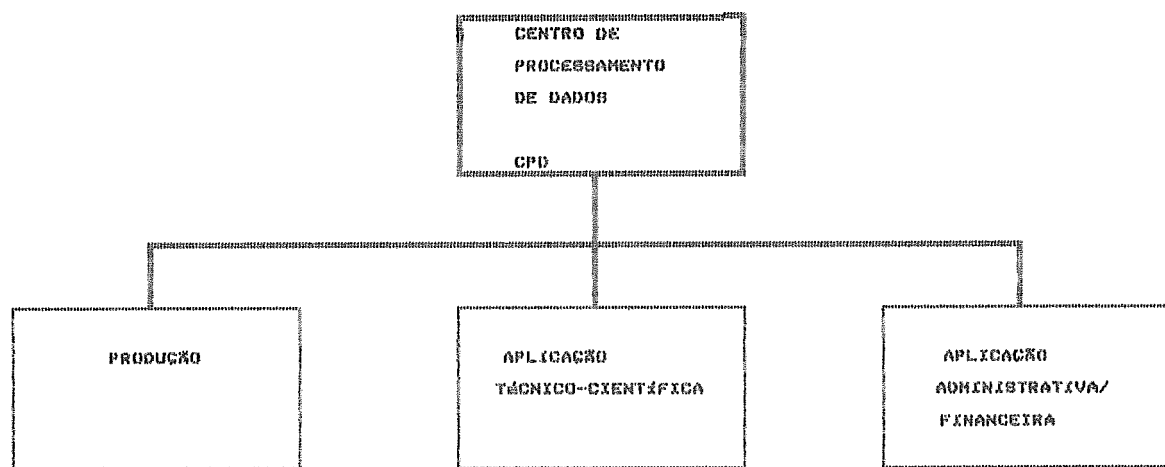 CENTRO DE
PROCESSAMENTO
DE DADOS
CPD
PRODUÇÃO
APLICAÇÃO
TÉCNICO-CIENTÍFICA
APLICAÇÃO
ADMINISTRATIVA/
FINANCEIRA